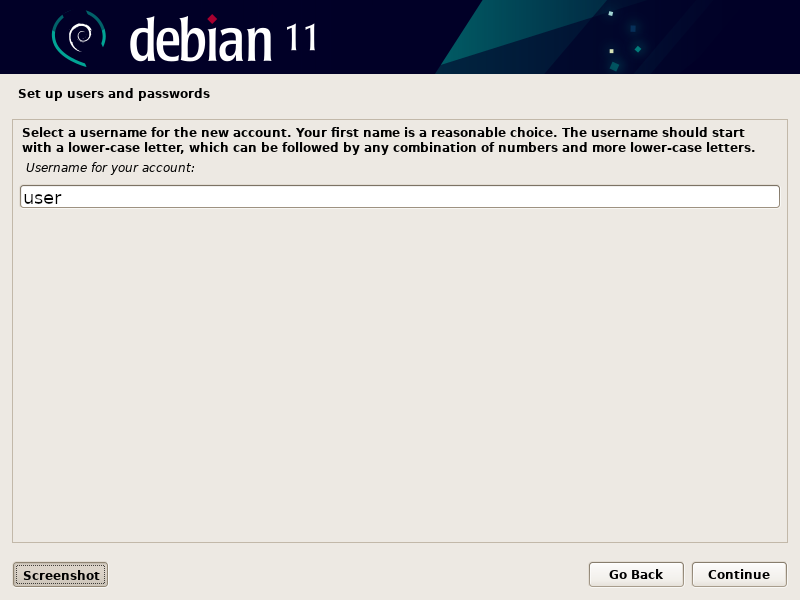 debian 11
Set up users and passwords
Select a username for the new account. Your first name is a reasonable choice. The username should start
with a lower-case letter, which can be followed by any combination of numbers and more lower-case letters.
Username for your account:
user
Screenshot
Go Back
Continue